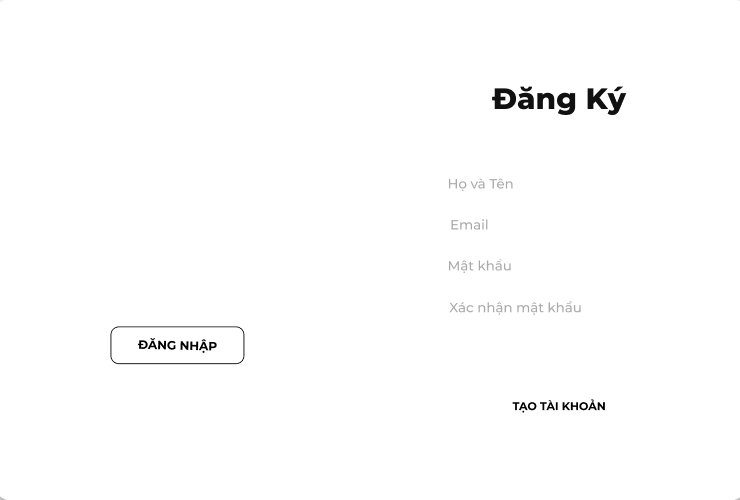 Đăng Ký
Họ và Tên
Email
Mật khẩu
Xác nhận mật khẩu
ĐĂNG NHẬP
TẠO TÀI KHOẢN